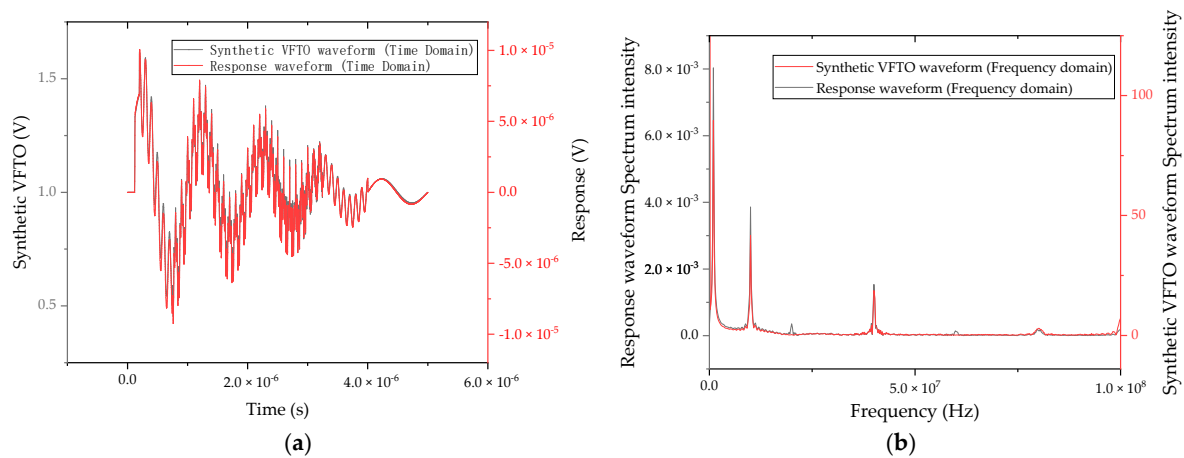 Synthetic VFTO waveform (Time Domain)
Response waveform (Time Domain)
Synthetic VFTO (V)
1.5
1.0
0.5
1.0 × 10⁻⁵
5.0 × 10⁻⁶
0.0
-5.0 × 10⁻⁶
-1.0 × 10⁻⁵
Response (V)
0.0
2.0 × 10⁻⁶
4.0 × 10⁻⁶
6.0 × 10⁻⁶
Time (s)
(a)
Synthetic VFTO waveform (Frequency domain)
Response waveform (Frequency domain)
Response waveform Spectrum intensity
8.0 × 10⁻³
6.0 × 10⁻³
4.0 × 10⁻³
2.0 × 10⁻³
0.0
100
50
0
Synthetic VFTO waveform Spectrum intensity
0.0
5.0 × 10⁷
1.0 × 10⁸
Frequency (Hz)
(b)